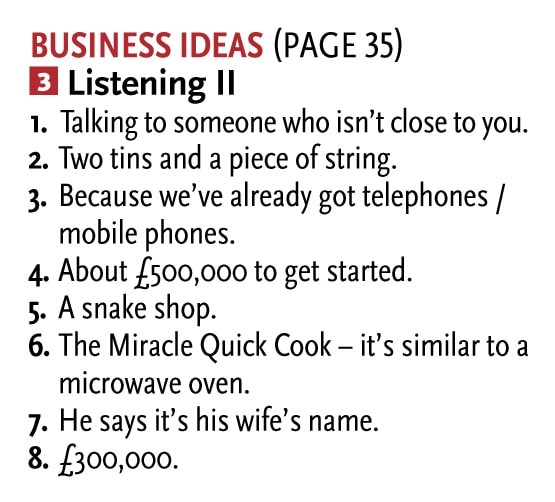 BUSINESS IDEAS (PAGE 35)
3 Listening II
1. Talking to someone who isn’t close to you.
2. Two tins and a piece of string.
3. Because we’ve already got telephones /
mobile phones.
4. About £500,000 to get started.
5. A snake shop.
6. The Miracle Quick Cook – it’s similar to a
microwave oven.
7. He says it’s his wife’s name.
8. £300,000.